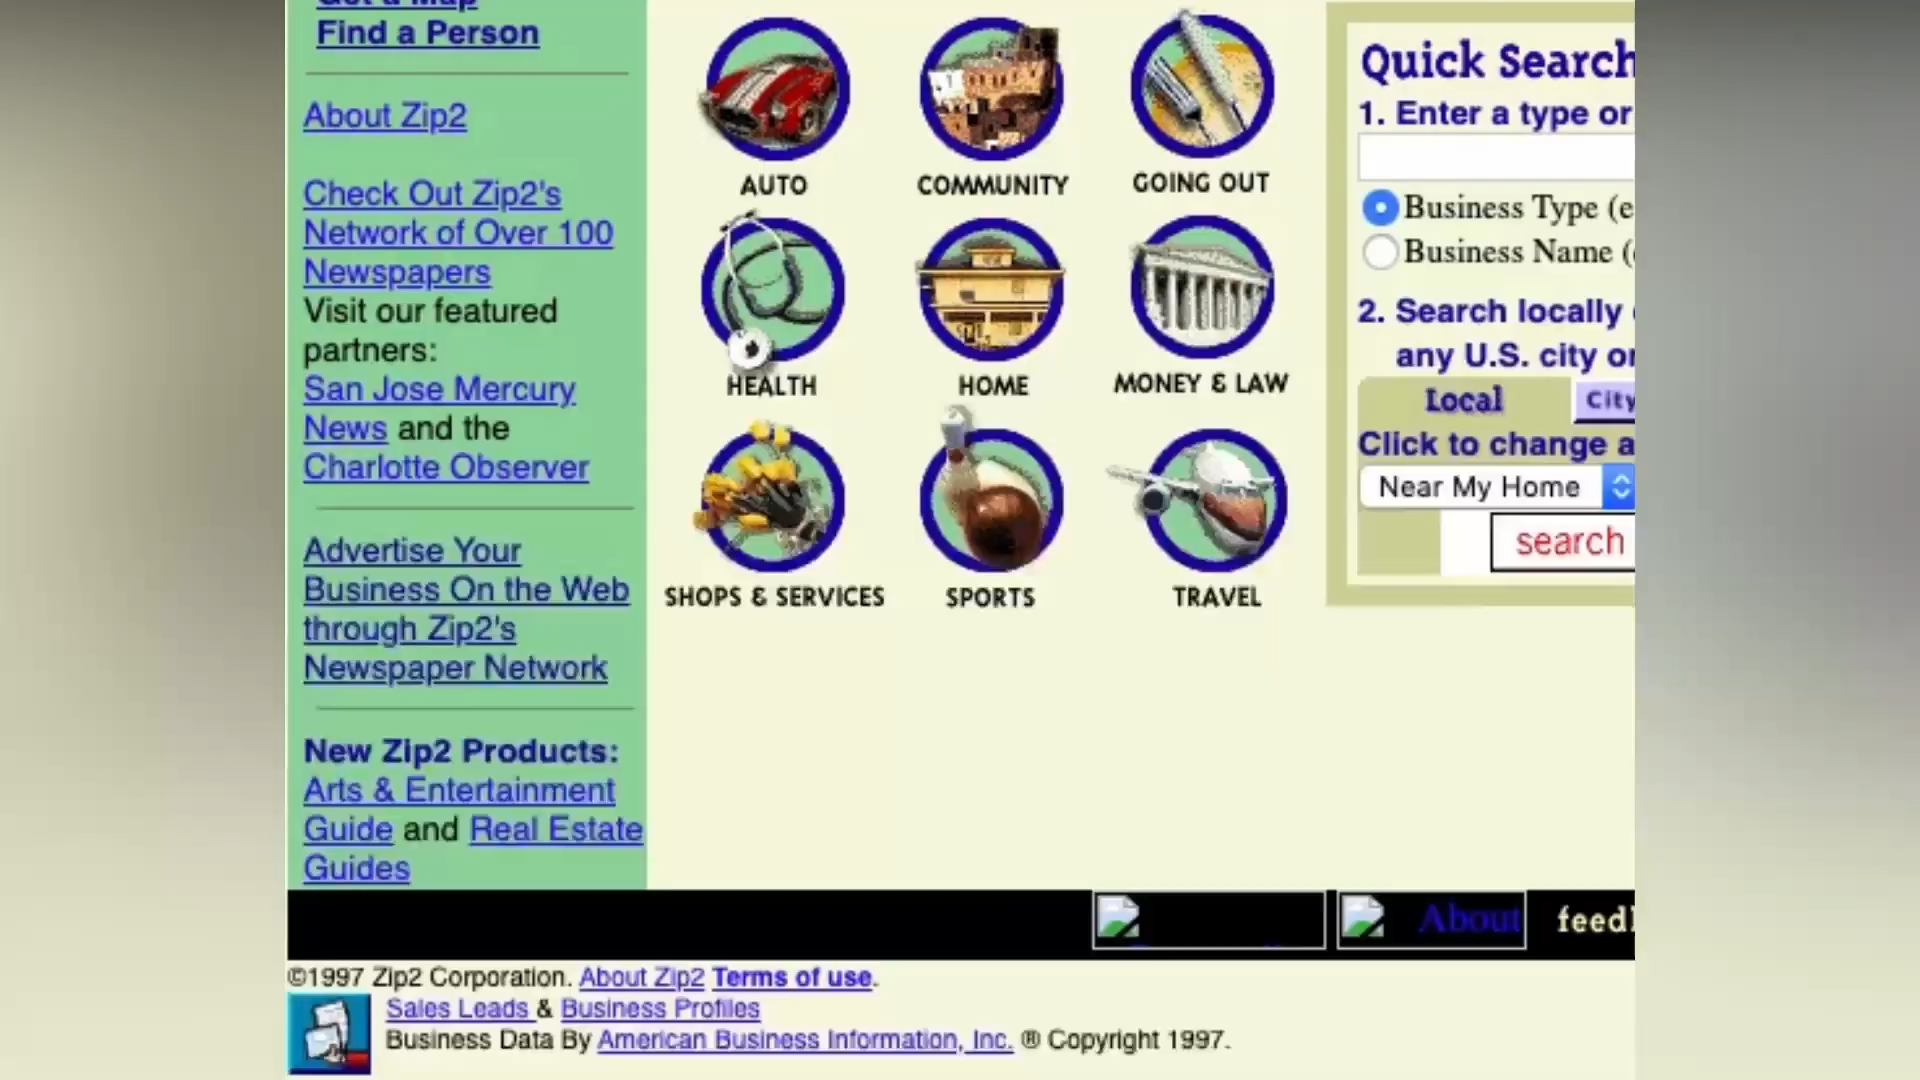 Get a Map
Find a Person
About Zip2
Check Out Zip2's
Network of Over 100
Newspapers
Visit our featured
partners:
San Jose Mercury
News and the
Charlotte Observer
Advertise Your
Business On the Web
through Zip2's
Newspaper Network
New Zip2 Products:
Arts & Entertainment
Guide and Real Estate
Guides
AUTO COMMUNITY GOING OUT
HEALTH HOME MONEY & LAW
SHOPS & SERVICES SPORTS TRAVEL
Quick Search
1. Enter a type or
Business Type (e
Business Name (
2. Search locally
any U.S. city or
Local City
Click to change a
Near My Home
search
About feed
©1997 Zip2 Corporation. About Zip2 Terms of use.
Sales Leads & Business Profiles
Business Data By American Business Information, Inc. ® Copyright 1997.